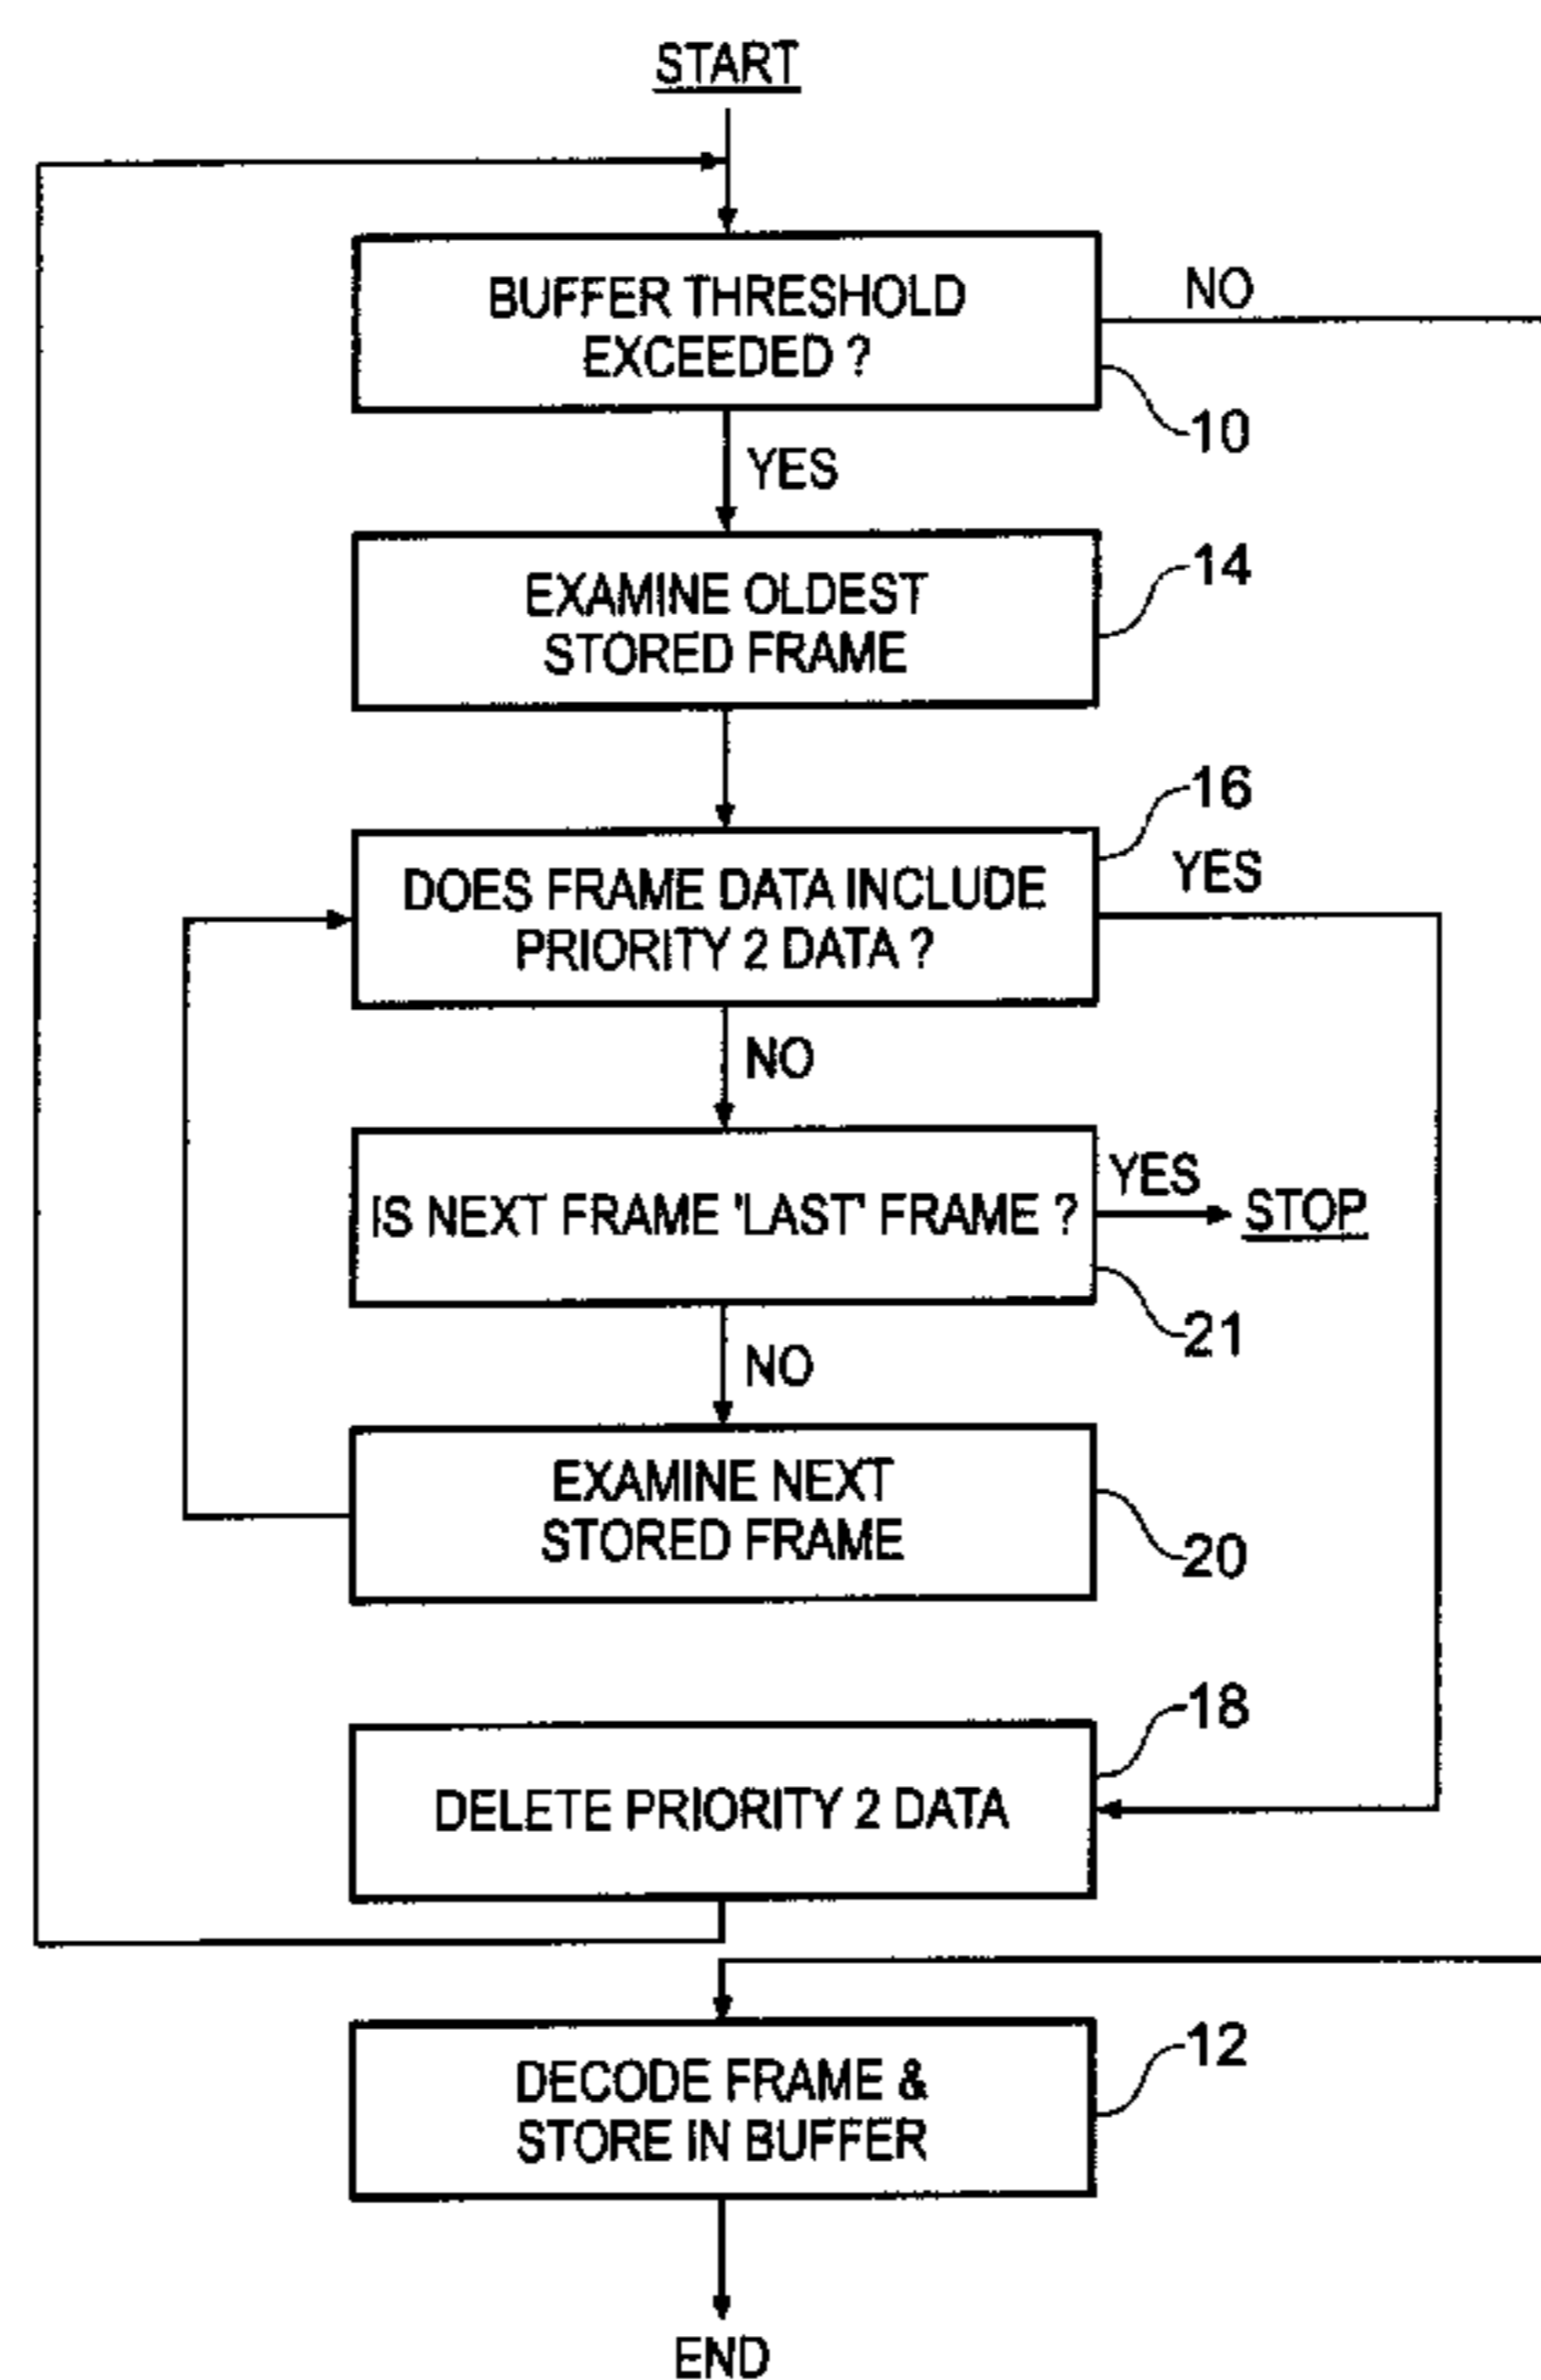 START
BUFFER THRESHOLD
EXCEEDED ?
NO
10
YES
EXAMINE OLDEST
STORED FRAME
14
16
DOES FRAME DATA INCLUDE
PRIORITY 2 DATA ?
YES
NO
IS NEXT FRAME 'LAST' FRAME ?
YES
STOP
21
NO
EXAMINE NEXT
STORED FRAME
20
18
DELETE PRIORITY 2 DATA
12
DECODE FRAME &
STORE IN BUFFER
END